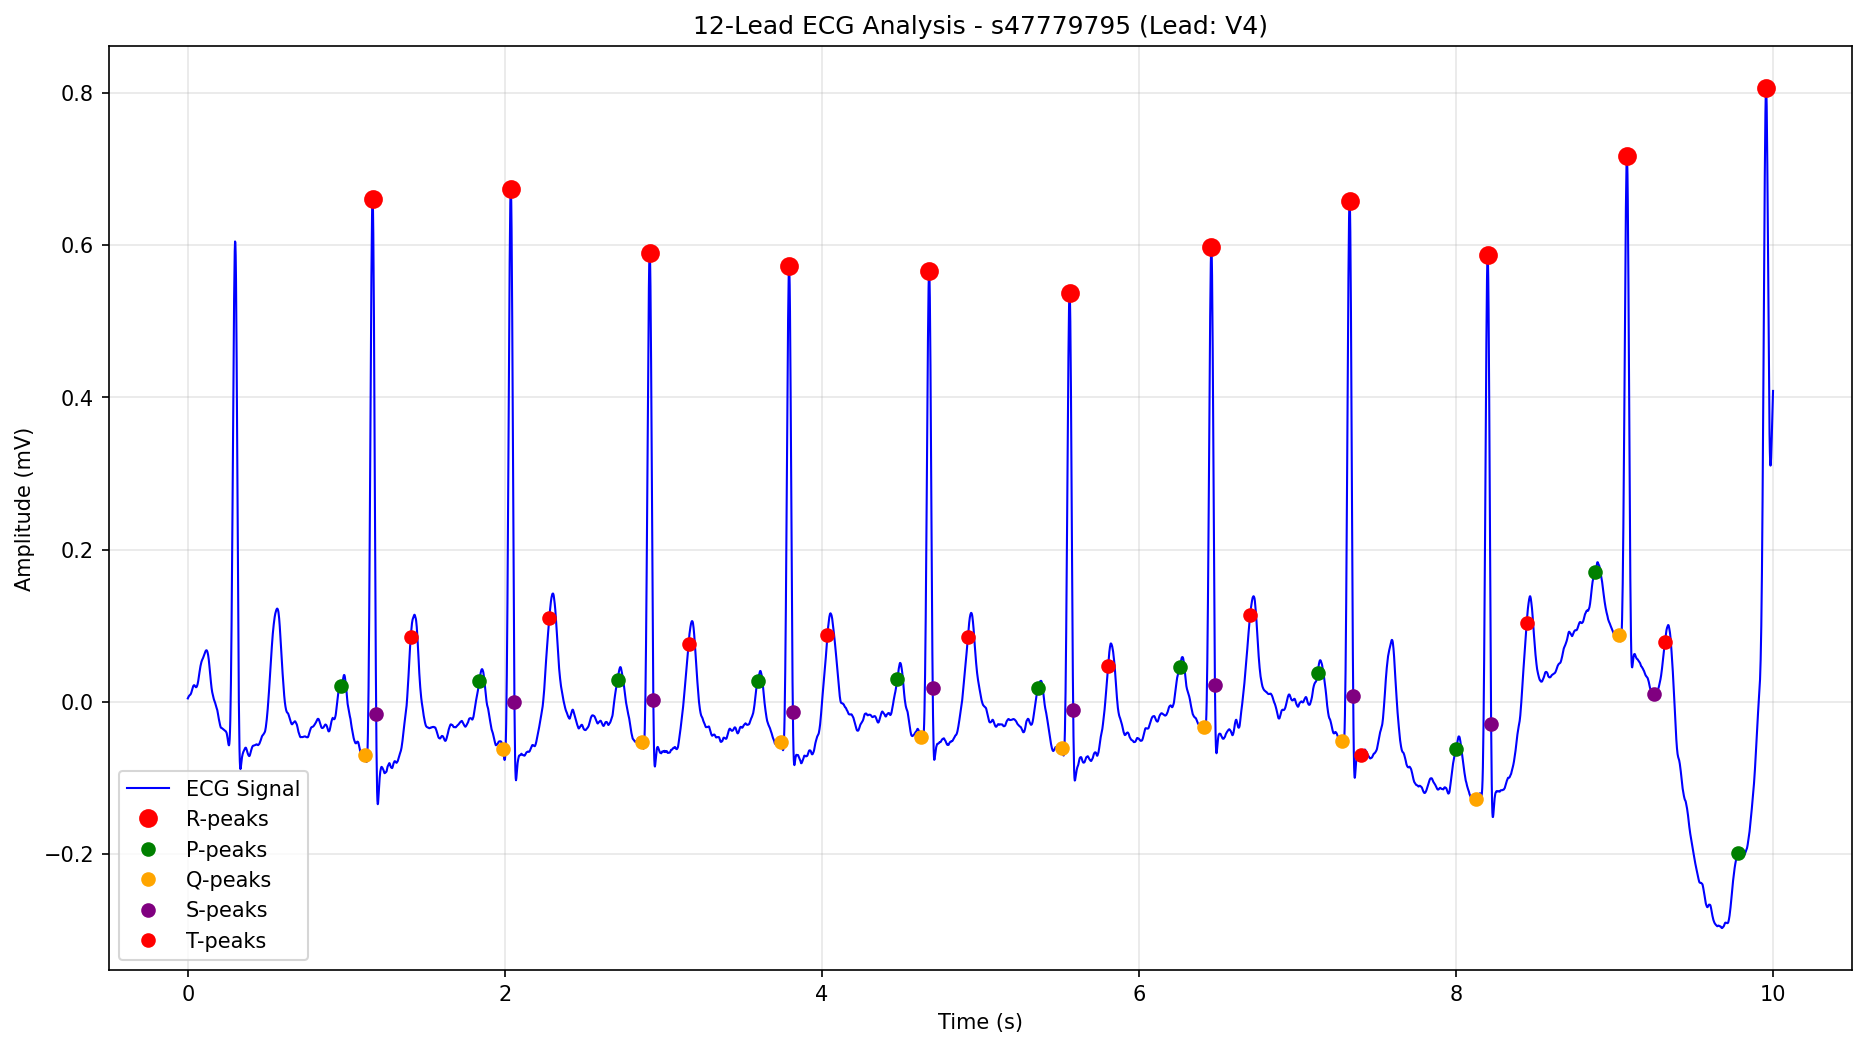 12-Lead ECG Analysis - s47779795 (Lead: V4)
Amplitude (mV)
0.8
0.6
0.4
0.2
0.0
−0.2
ECG Signal
R-peaks
P-peaks
Q-peaks
S-peaks
T-peaks
0 2 4 6 8 10
Time (s)